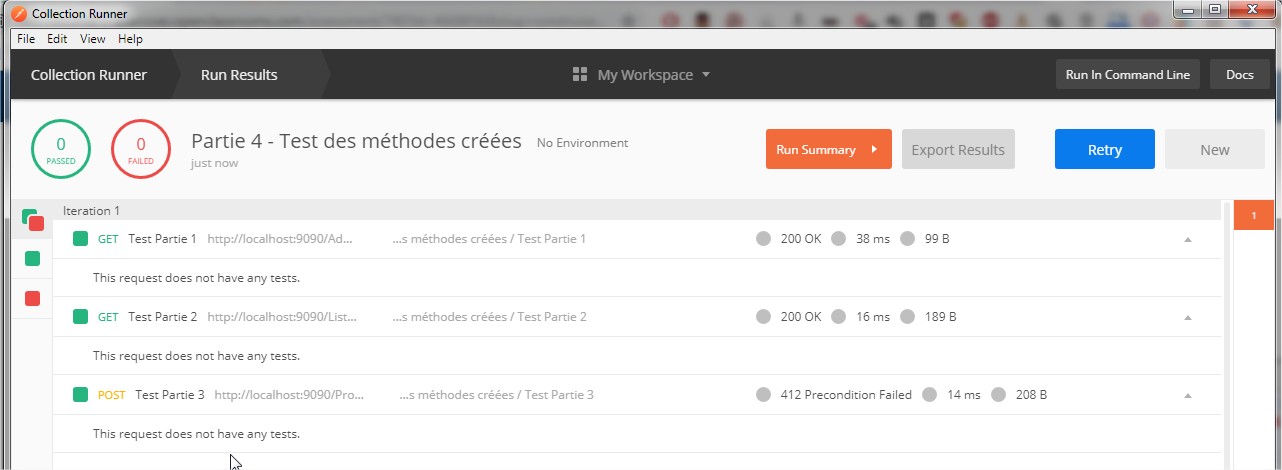 Collection Runner
File Edit View Help
Collection Runner Run Results My Workspace Run In Command Line Docs
0 PASSED 0 FAILED Partie 4 - Test des méthodes créées No Environment Run Summary Export Results Retry New
just now
Iteration 1 1
GET Test Partie 1 http://localhost:9090/Ad... ...s méthodes créées / Test Partie 1 200 OK 38 ms 99 B
This request does not have any tests.
GET Test Partie 2 http://localhost:9090/List... ...s méthodes créées / Test Partie 2 200 OK 16 ms 189 B
This request does not have any tests.
POST Test Partie 3 http://localhost:9090/Pro... ...s méthodes créées / Test Partie 3 412 Precondition Failed 14 ms 208 B
This request does not have any tests.